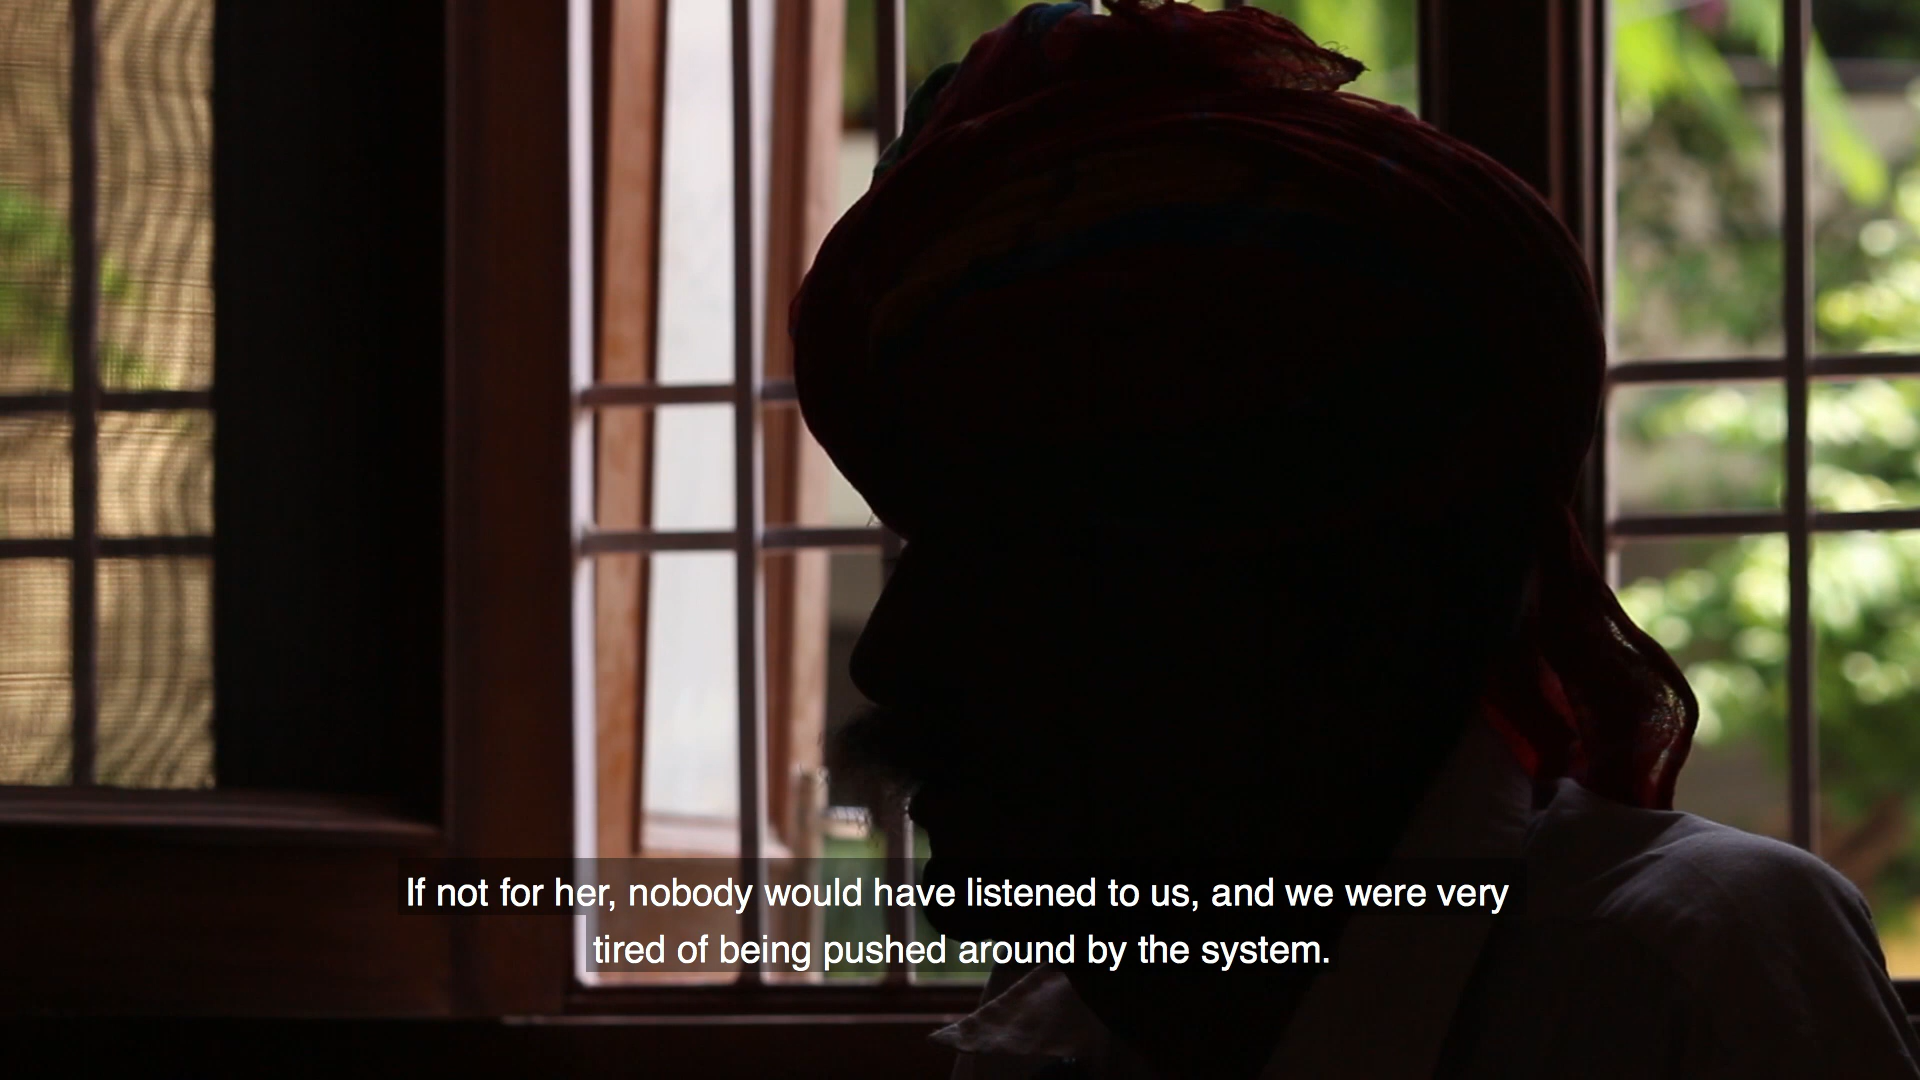 If not for her, nobody would have listened to us, and we were very
tired of being pushed around by the system.